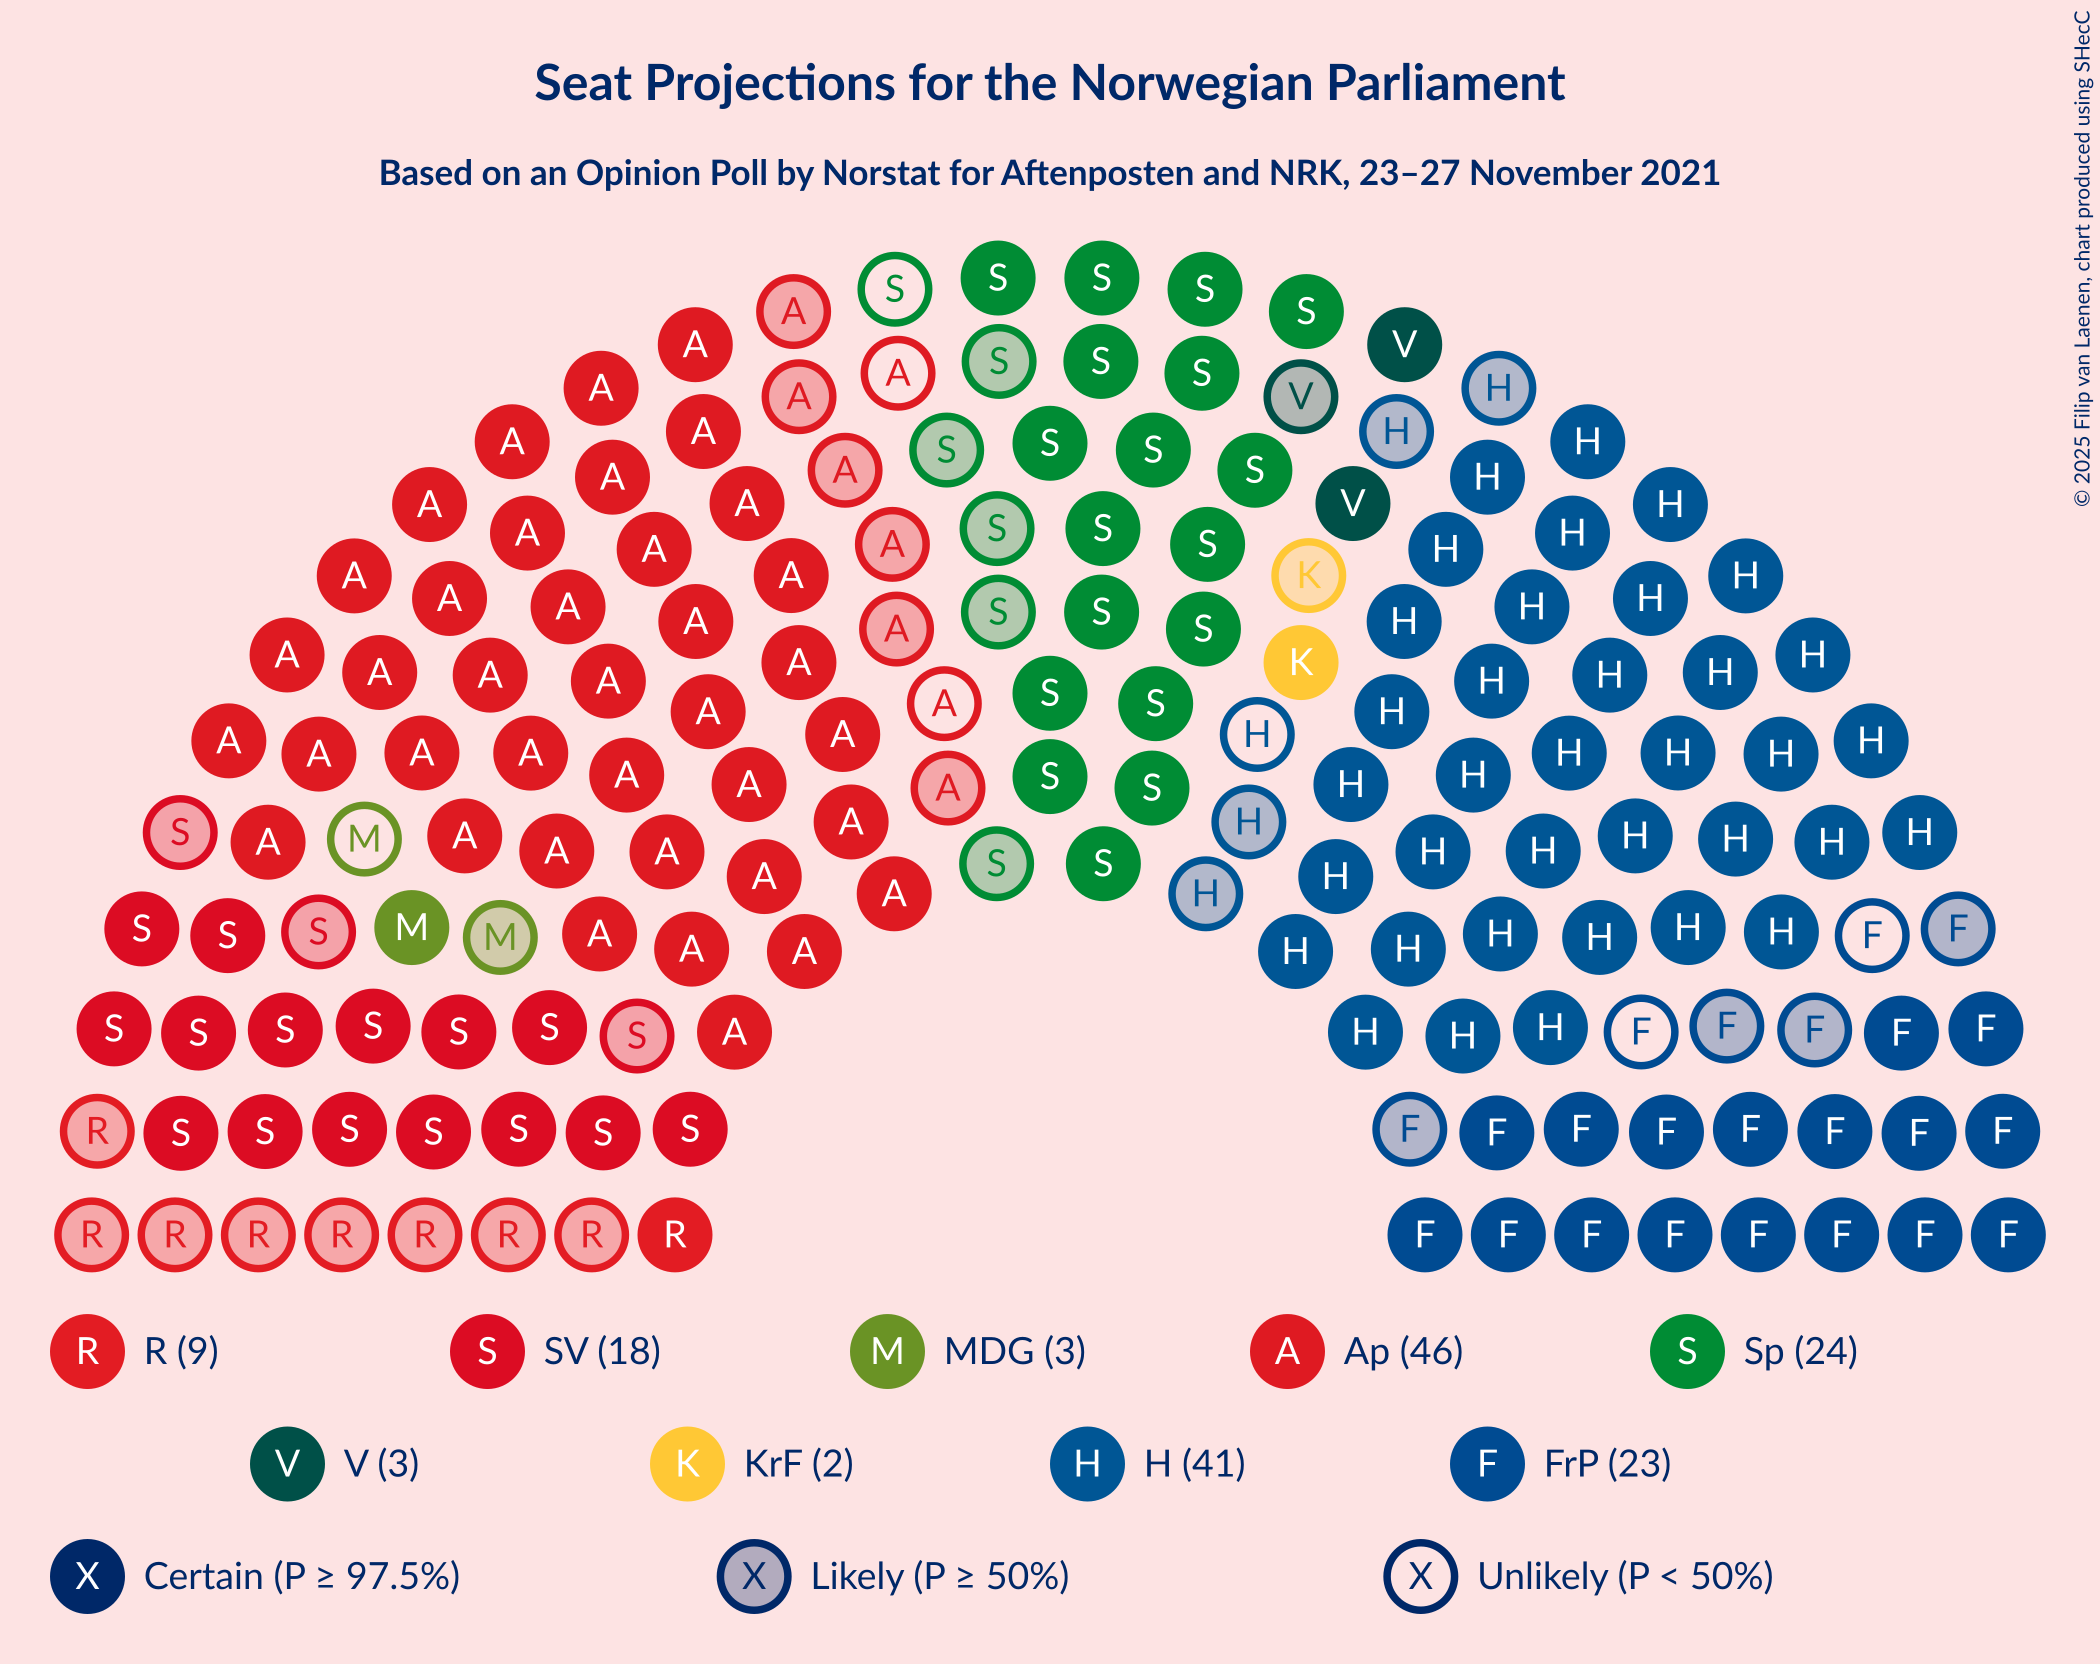 Seat Projections for the Norwegian Parliament
Based on an Opinion Poll by Norstat for Aftenposten and NRK, 23–27 November 2021
© 2025 Filip van Laenen, chart produced using SHecC
S S S S S
A V
A A S S S A H
A A V H
A S S S S H
A A A H H
A A V H
A A A S S S H H
A A A K H H
A A A S S S H H
A A A K H H
A A A A S S H H H H
A A A A A H H H H H H
A A A A S S H H H
S A M A A A A H H H H H H
A A A S S H H H
S S S M M A A A H H H H H H F F
S S S S S S S A H H H F F F F F
R S S S S S S S F F F F F F F F
R R R R R R R R F F F F F F F F
R R (9) S SV (18) M MDG (3) A Ap (46) S Sp (24)
V V (3) K KrF (2) H H (41) F FrP (23)
X Certain (P ≥ 97.5%) X Likely (P ≥ 50%) X Unlikely (P < 50%)